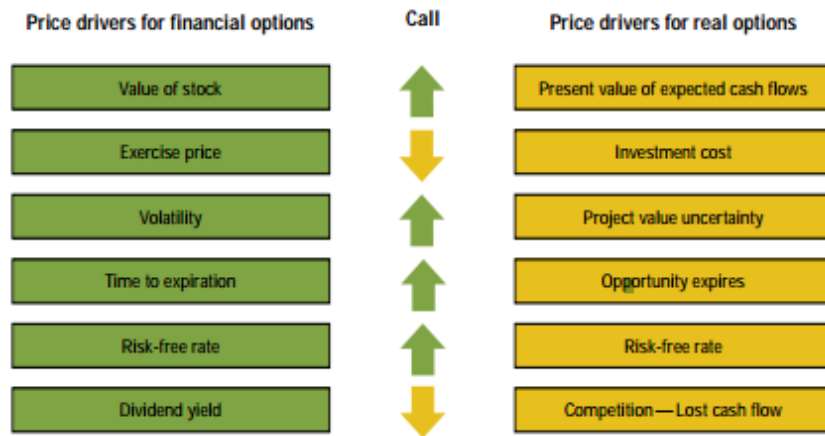 Price drivers for financial options
Call
Price drivers for real options
Value of stock
Present value of expected cash flows
Exercise price
Investment cost
Volatility
Project value uncertainty
Time to expiration
Opportunity expires
Risk-free rate
Risk-free rate
Dividend yield
Competition—Lost cash flow